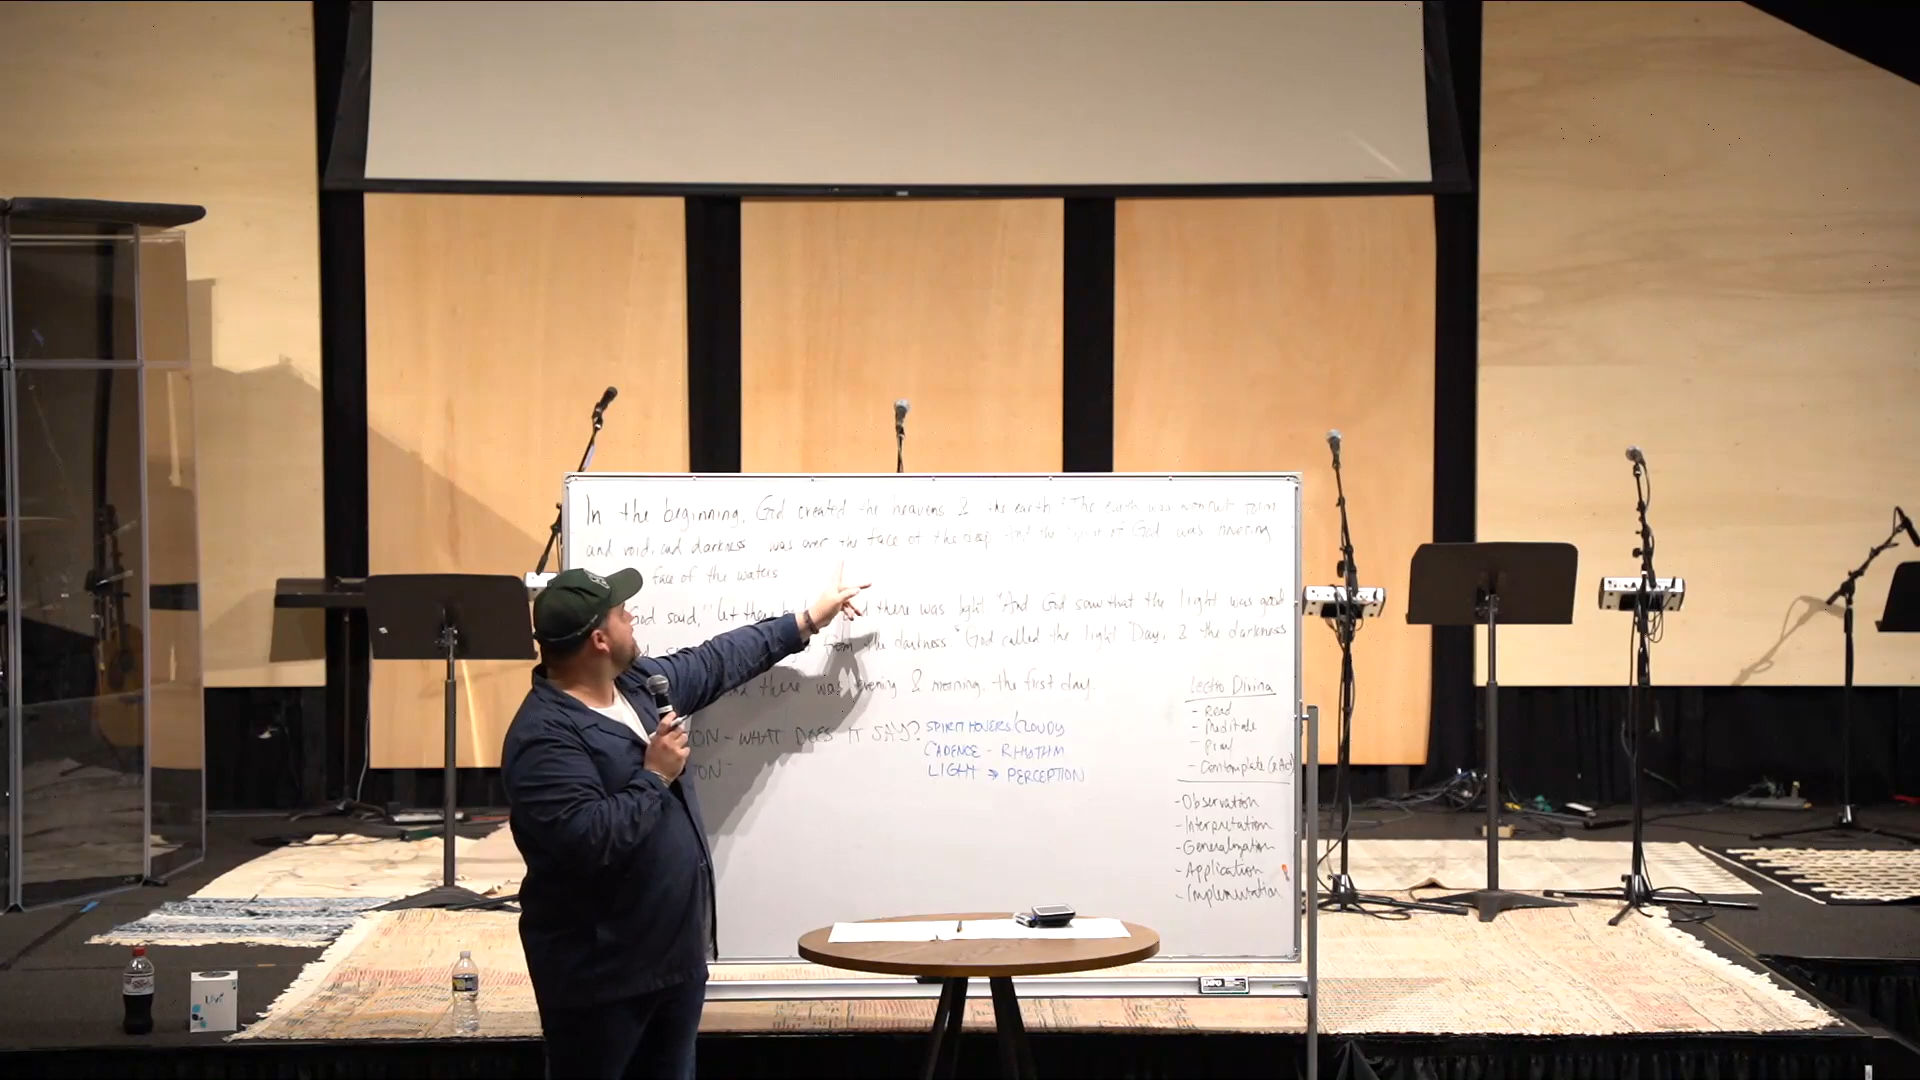 In the beginning, God created the heavens & the earth. ² The earth was without form
and void, and darkness was over the face of the deep. And the Spirit of God was hovering
face of the waters
God said, "Let there and there was light. ⁴ And God saw that the light was good
from the darkness. ⁵ God called the light Day, & the darkness
there was evening & morning, the first day.
WHAT DOES IT SAY?
SPIRIT HOVERS/CLOUDY
CADENCE - RHYTHM
LIGHT → PERCEPTION
Lectio Divina
- Read
- Meditate
- Pray
- Contemplate
- Observation
- Interpretation
- Generalization
- Application
- Implementation